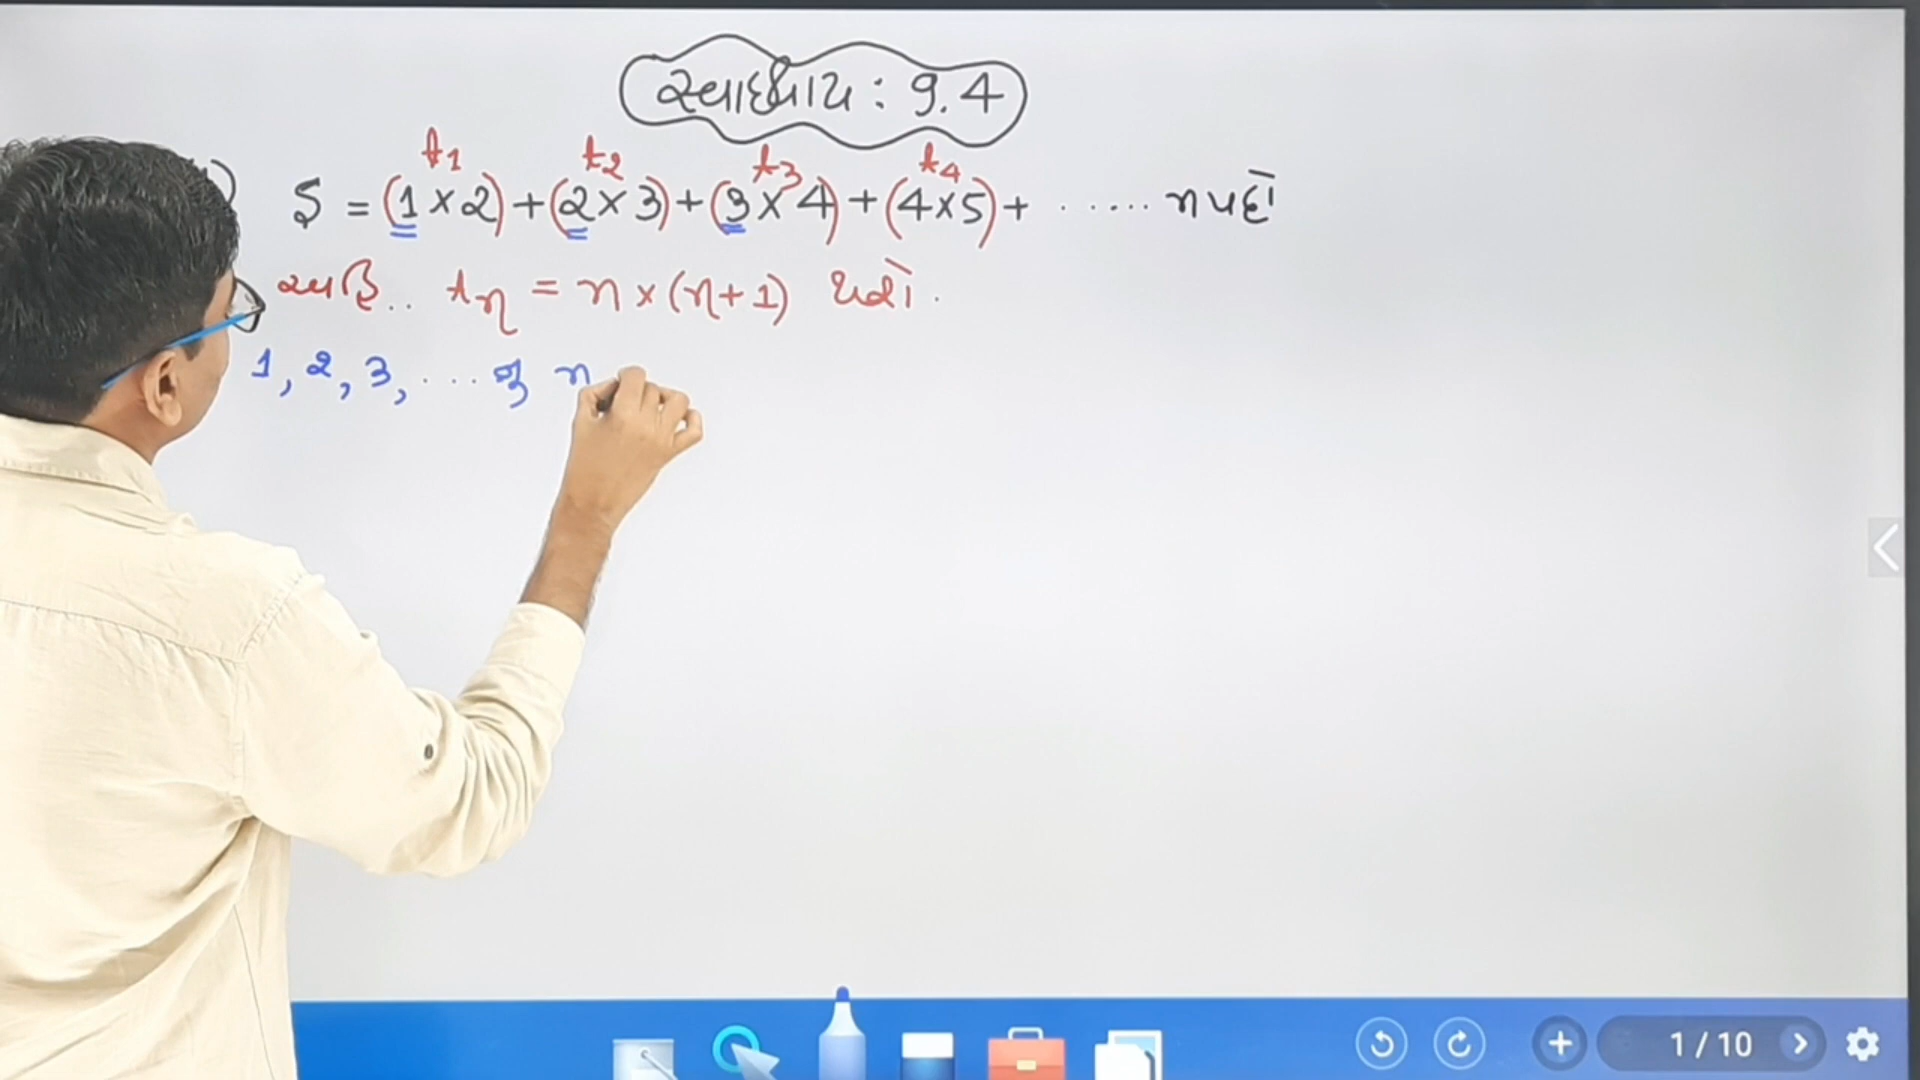 સ્વાધ્યાય : 9.4
t1 t2 t3 t4
) S = (1×2) + (2×3) + (3×4) + (4×5) + ...... n પદો
અહિ.. tn = n × (n+1) થશે.
1, 2, 3, .... નું n
1 / 10